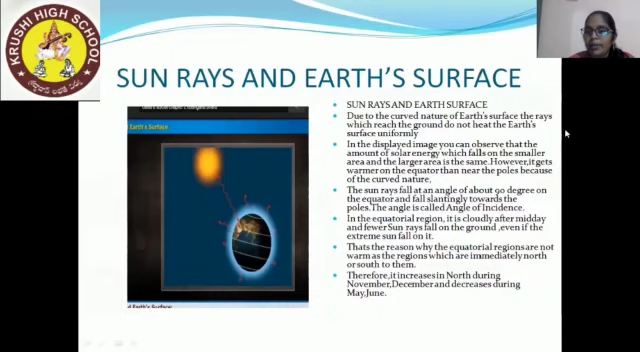 KRUSHI HIGH SCHOOL
SUN RAYS AND EARTH'S SURFACE
Earth's Surface
d Earth's Surface:
SUN RAYS AND EARTH SURFACE
Due to the curved nature of Earth's surface the rays
which reach the ground do not heat the Earth's
surface uniformly
In the displayed image you can observe that the
amount of solar energy which falls on the smaller
area and the larger area is the same. However,it gets
warmer on the equator than near the poles because
of the curved nature,
The sun rays fall at an angle of about 90 degree on
the equator and fall slantingly towards the
poles.The angle is called Angle of Incidence.
In the equatorial region, it is cloudly after midday
and fewer Sun rays fall on the ground ,even if the
extreme sun fall on it.
Thats the reason why the equatorial regions are not
warm as the regions which are immediately north
or south to them.
Therefore,it increases in North during
November,December and decreases during
May,June.